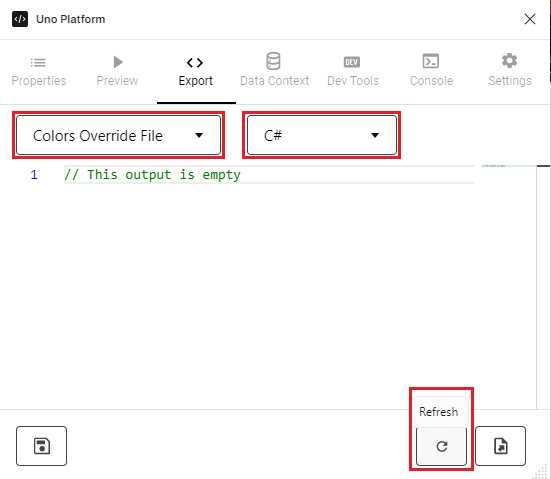 Uno Platform
Properties Preview Export Data Context Dev Tools Console Settings
Colors Override File C#
1 // This output is empty
Refresh